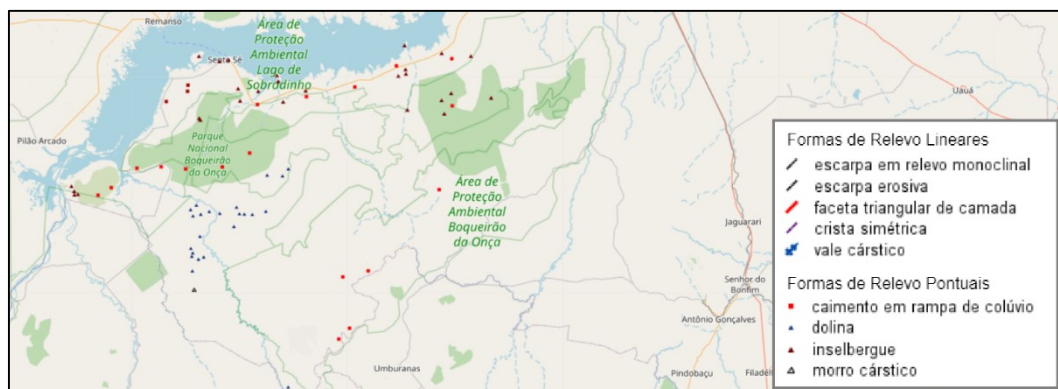 Remanso
Área de
Proteção
Ambiental
Lago de
Sobradinho
Sento Sé
Uauá
Pilão Arcado
Parque
Nacional
Boqueirão
da Onça
Área de
Proteção
Ambiental
Boqueirão
da Onça
Jaguarari
Senhor do
Bonfim
Antônio Gonçalves
Umburanas
Pindobaçu
Filadélfi
Formas de Relevo Lineares
escarpa em relevo monoclinal
escarpa erosiva
faceta triangular de camada
crista simétrica
vale cárstico
Formas de Relevo Pontuais
caimento em rampa de colúvio
dolina
inselbergue
morro cárstico